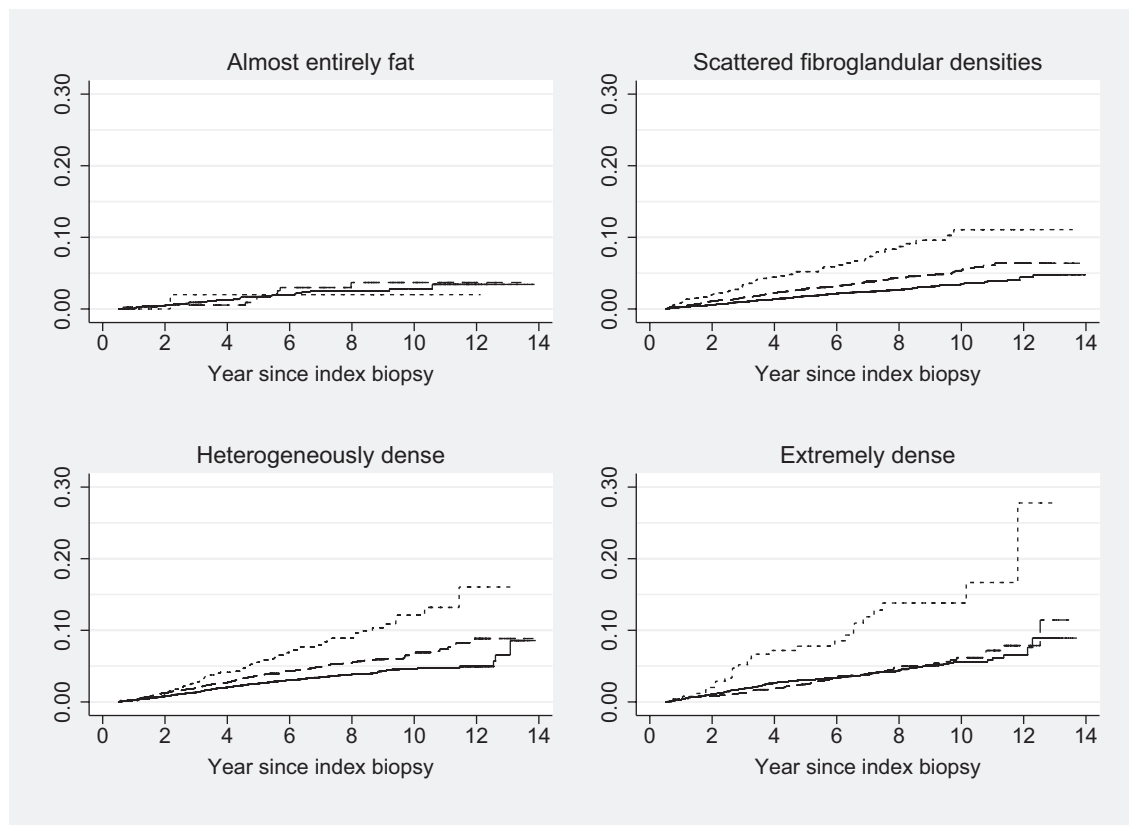 Almost entirely fat
0.30
0.20
0.10
0.00
0 2 4 6 8 10 12 14
Year since index biopsy
Scattered fibroglandular densities
0.30
0.20
0.10
0.00
0 2 4 6 8 10 12 14
Year since index biopsy
Heterogeneously dense
0.30
0.20
0.10
0.00
0 2 4 6 8 10 12 14
Year since index biopsy
Extremely dense
0.30
0.20
0.10
0.00
0 2 4 6 8 10 12 14
Year since index biopsy